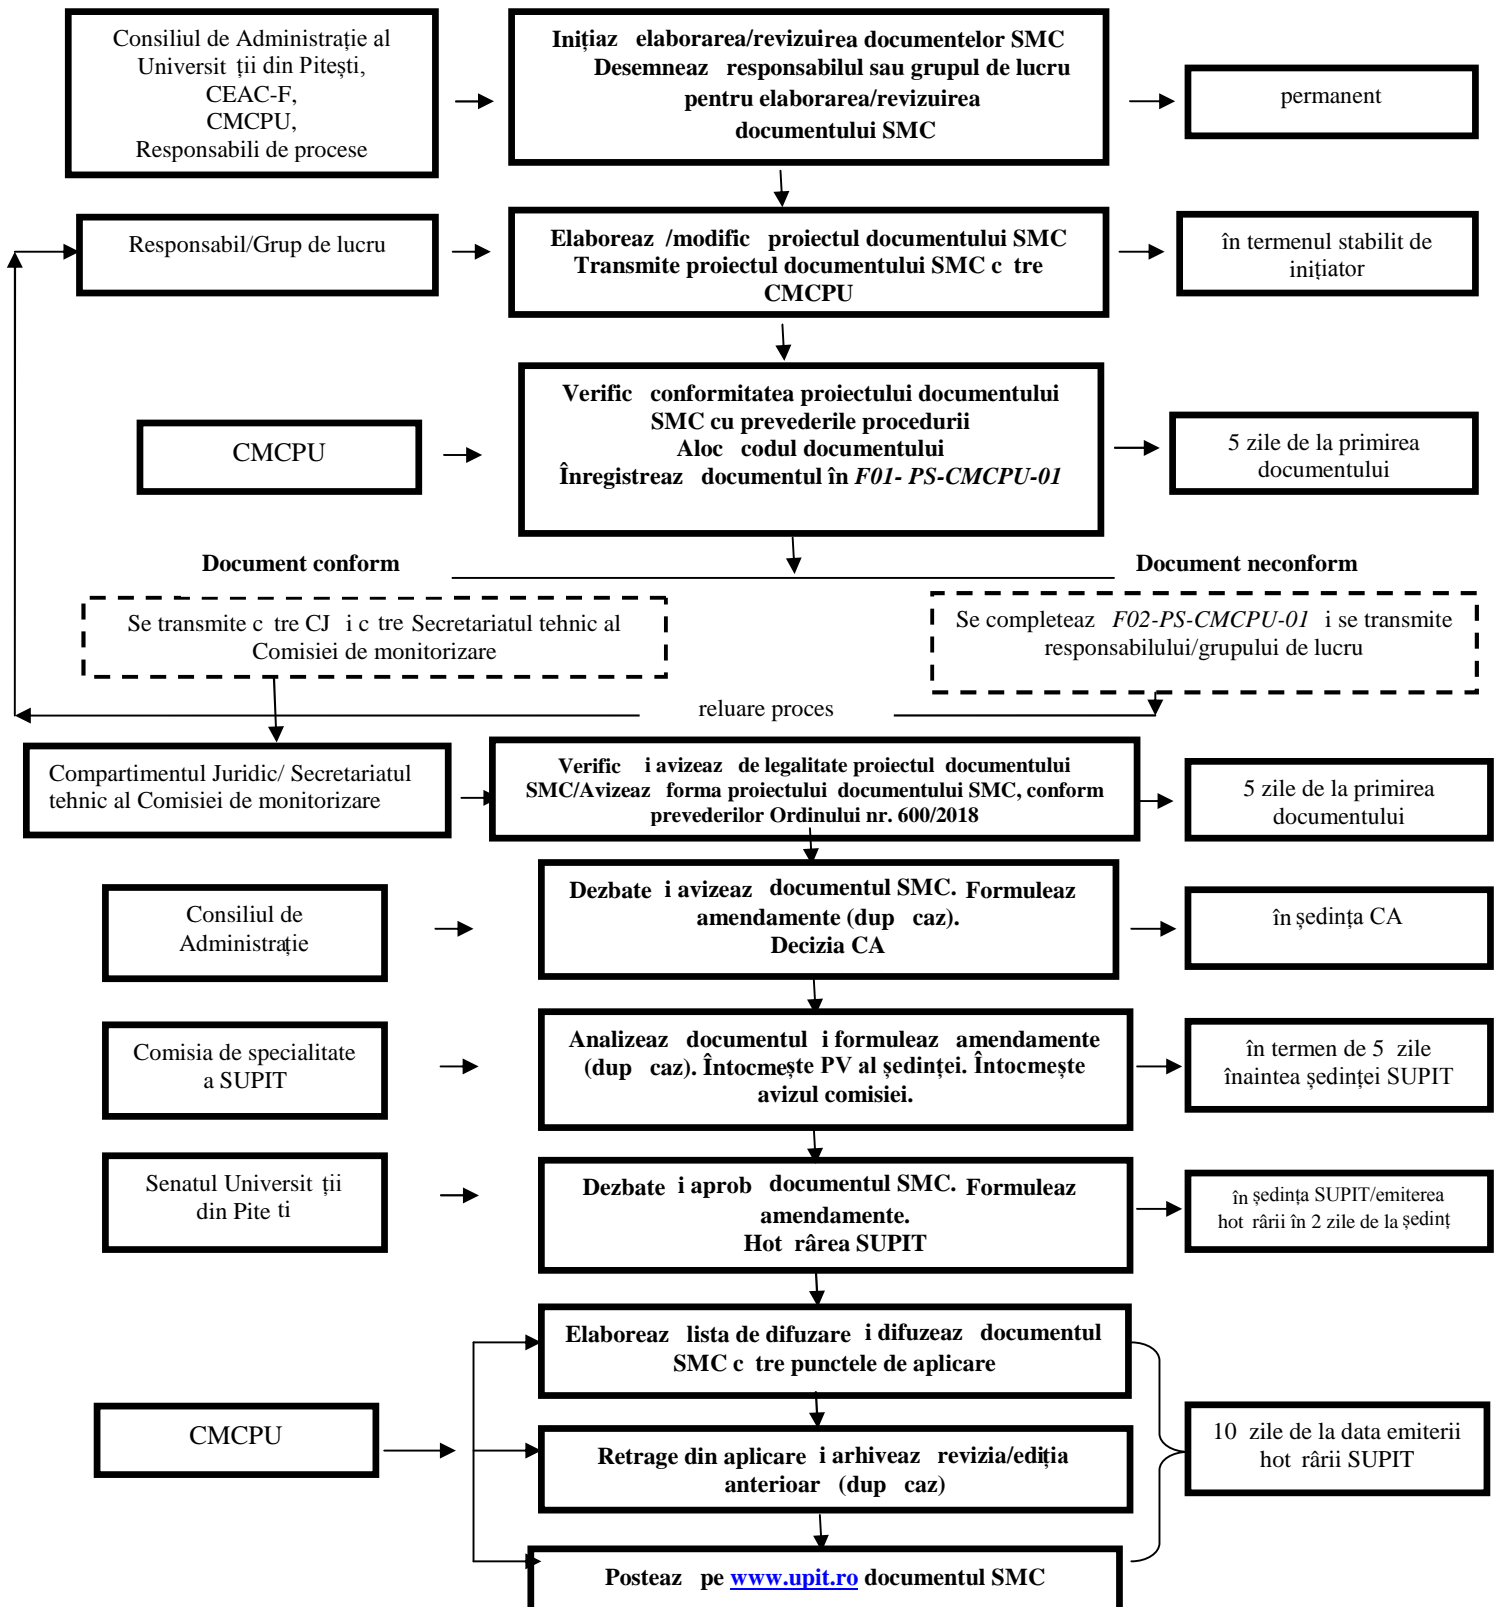 Consiliul de Administrație al
Universit ții din Pitești,
CEAC-F,
CMCPU,
Responsabili de procese
Inițiaz elaborarea/revizuirea documentelor SMC
Desemneaz responsabilul sau grupul de lucru
pentru elaborarea/revizuirea
documentului SMC
permanent
Responsabil/Grup de lucru
Elaboreaz /modific proiectul documentului SMC
Transmite proiectul documentului SMC c tre
CMCPU
în termenul stabilit de
inițiator
CMCPU
Verific conformitatea proiectului documentului
SMC cu prevederile procedurii
Aloc codul documentului
Înregistreaz documentul în F01- PS-CMCPU-01
5 zile de la primirea
documentului
Document conform
Document neconform
Se transmite c tre CJ i c tre Secretariatul tehnic al
Comisiei de monitorizare
Se completeaz F02-PS-CMCPU-01 i se transmite
responsabilului/grupului de lucru
reluare proces
Compartimentul Juridic/ Secretariatul
tehnic al Comisiei de monitorizare
Verific i avizeaz de legalitate proiectul documentului
SMC/Avizeaz forma proiectului documentului SMC, conform
prevederilor Ordinului nr. 600/2018
5 zile de la primirea
documentului
Consiliul de
Administrație
Dezbate i avizeaz documentul SMC. Formuleaz
amendamente (dup caz).
Decizia CA
în ședința CA
Comisia de specialitate
a SUPIT
Analizeaz documentul i formuleaz amendamente
(dup caz). Întocmește PV al ședinței. Întocmește
avizul comisiei.
în termen de 5 zile
înaintea ședinței SUPIT
Senatul Universit ții
din Pite ti
Dezbate i aprob documentul SMC. Formuleaz
amendamente.
Hot rârea SUPIT
în ședința SUPIT/emiterea
hot rârii în 2 zile de la ședinț
Elaboreaz lista de difuzare i difuzeaz documentul
SMC c tre punctele de aplicare
CMCPU
Retrage din aplicare i arhiveaz revizia/ediția
anterioar (dup caz)
10 zile de la data emiterii
hot rârii SUPIT
Posteaz pe www.upit.ro documentul SMC